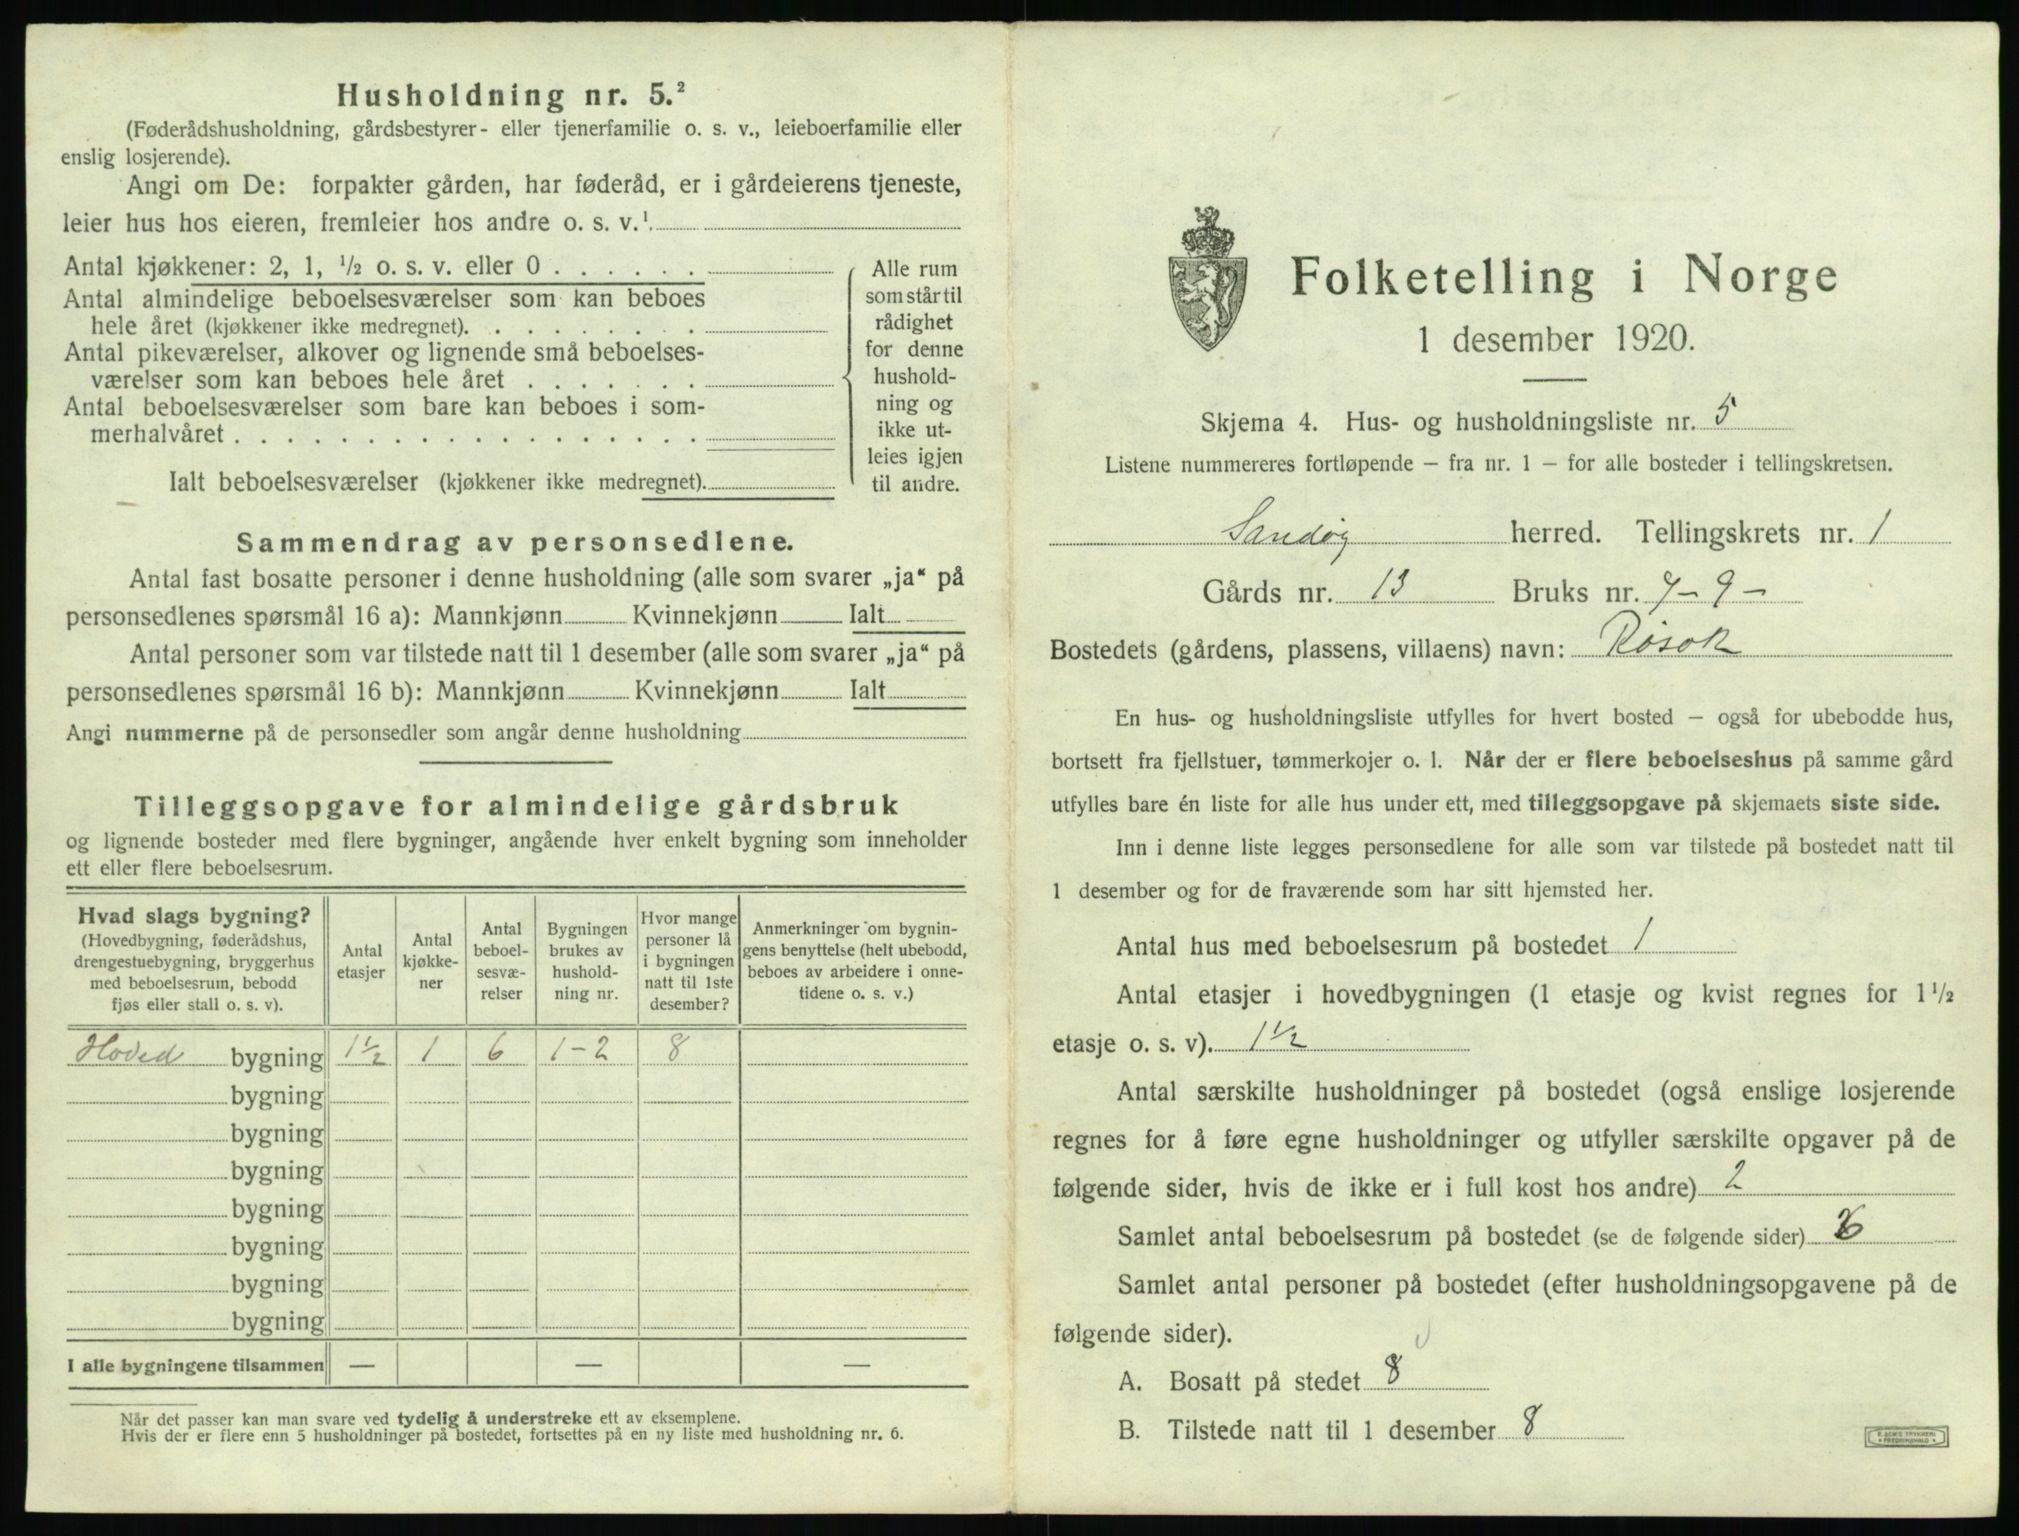 Husholdning nr. 5.²
(Føderådshusholdning, gårdsbestyrer- eller tjenerfamilie o. s. v., leieboerfamilie eller
enslig losjerende).
Angi om De: forpakter gården, har føderåd, er i gårdeierens tjeneste,
leier hus hos eieren, fremleier hos andre o. s. v.¹
Antal kjøkkener: 2, 1, ½ o. s. v. eller 0
Antal almindelige beboelsesværelser som kan beboes
hele året (kjøkkener ikke medregnet).
Antal pikeværelser, alkover og lignende små beboelses-
værelser som kan beboes hele året
Antal beboelsesværelser som bare kan beboes i som-
merhalvåret
Ialt beboelsesværelser (kjøkkener ikke medregnet).
Alle rum
som står til
rådighet
for denne
hushold-
ning og
ikke ut-
leies igjen
til andre.
Sammendrag av personsedlene.
Antal fast bosatte personer i denne husholdning (alle som svarer „ja“ på
personsedlenes spørsmål 16 a): Mannkjønn Kvinnekjønn Ialt
Antal personer som var tilstede natt til 1 desember (alle som svarer „ja“ på
personsedlenes spørsmål 16 b): Mannkjønn Kvinnekjønn Ialt
Angi nummerne på de personsedler som angår denne husholdning
Tilleggsopgave for almindelige gårdsbruk
og lignende bosteder med flere bygninger, angående hver enkelt bygning som inneholder
ett eller flere beboelsesrum.
Hvad slags bygning?
(Hovedbygning, føderådshus,
drengestuebygning, bryggerhus
med beboelsesrum, bebodd
fjøs eller stall o. s. v).
Antal
etasjer
Antal
kjøkke-
ner
Antal
beboel-
sesvæ-
relser
Bygningen
brukes av
hushold-
ning nr.
Hvor mange
personer lå
i bygningen
natt til 1ste
desember?
Anmerkninger om bygnin-
gens benyttelse (helt ubebodd,
beboes av arbeidere i onne-
tidene o. s. v.)
Hoved bygning 1½ 1 6 1-2 8
bygning
bygning
bygning
bygning
bygning
bygning
bygning
I alle bygningene tilsammen — — —
Når det passer kan man svare ved tydelig å understreke ett av eksemplene.
Hvis der er flere enn 5 husholdninger på bostedet, fortsettes på en ny liste med husholdning nr. 6.
Folketelling i Norge
1 desember 1920.
Skjema 4. Hus- og husholdningsliste nr. 5
Listene nummereres fortløpende — fra nr. 1 — for alle bosteder i tellingskretsen.
Sandøy herred. Tellingskrets nr. 1
Gårds nr. 13 Bruks nr. 7-9-
Bostedets (gårdens, plassens, villaens) navn: Røsok
En hus- og husholdningsliste utfylles for hvert bosted — også for ubebodde hus,
bortsett fra fjellstuer, tømmerkojer o. l. Når der er flere beboelseshus på samme gård
utfylles bare én liste for alle hus under ett, med tilleggsopgave på skjemaets siste side.
Inn i denne liste legges personsedlene for alle som var tilstede på bostedet natt til
1 desember og for de fraværende som har sitt hjemsted her.
Antal hus med beboelsesrum på bostedet 1
Antal etasjer i hovedbygningen (1 etasje og kvist regnes for 1½
etasje o. s. v). 1½
Antal særskilte husholdninger på bostedet (også enslige losjerende
regnes for å føre egne husholdninger og utfyller særskilte opgaver på de
følgende sider, hvis de ikke er i full kost hos andre) 2
Samlet antal beboelsesrum på bostedet (se de følgende sider) 6
Samlet antal personer på bostedet (efter husholdningsopgavene på de
følgende sider).
A. Bosatt på stedet 8
B. Tilstede natt til 1 desember 8